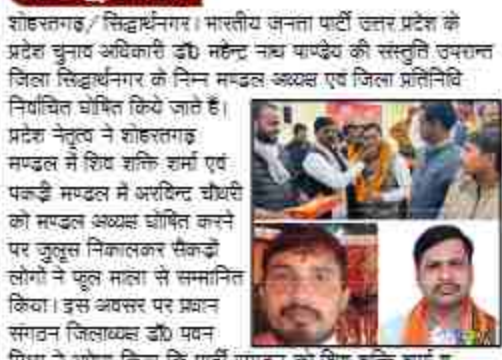 शोहरतगढ़/सिद्धार्थनगर। भारतीय जनता पार्टी उत्तर प्रदेश के
प्रदेश चुनाव अधिकारी डॉ0 महेन्द्र नाथ पाण्डेय की संस्तुति उपरान्त
जिला सिद्धार्थनगर के निम्न मण्डल अध्यक्ष एवं जिला प्रतिनिधि
निर्वाचित घोषित किये जाते हैं।
प्रदेश नेतृत्व ने शोहरतगढ़
मण्डल में शिव शक्ति शर्मा एवं
पकड़ी मण्डल में अरविन्द चौधरी
को मण्डल अध्यक्ष घोषित करने
पर जुलूस निकालकर सैकड़ों
लोगों ने फूल माला से सम्मानित
किया। इस अवसर पर प्रधान
संगठन जिलाध्यक्ष डॉ0 पवन